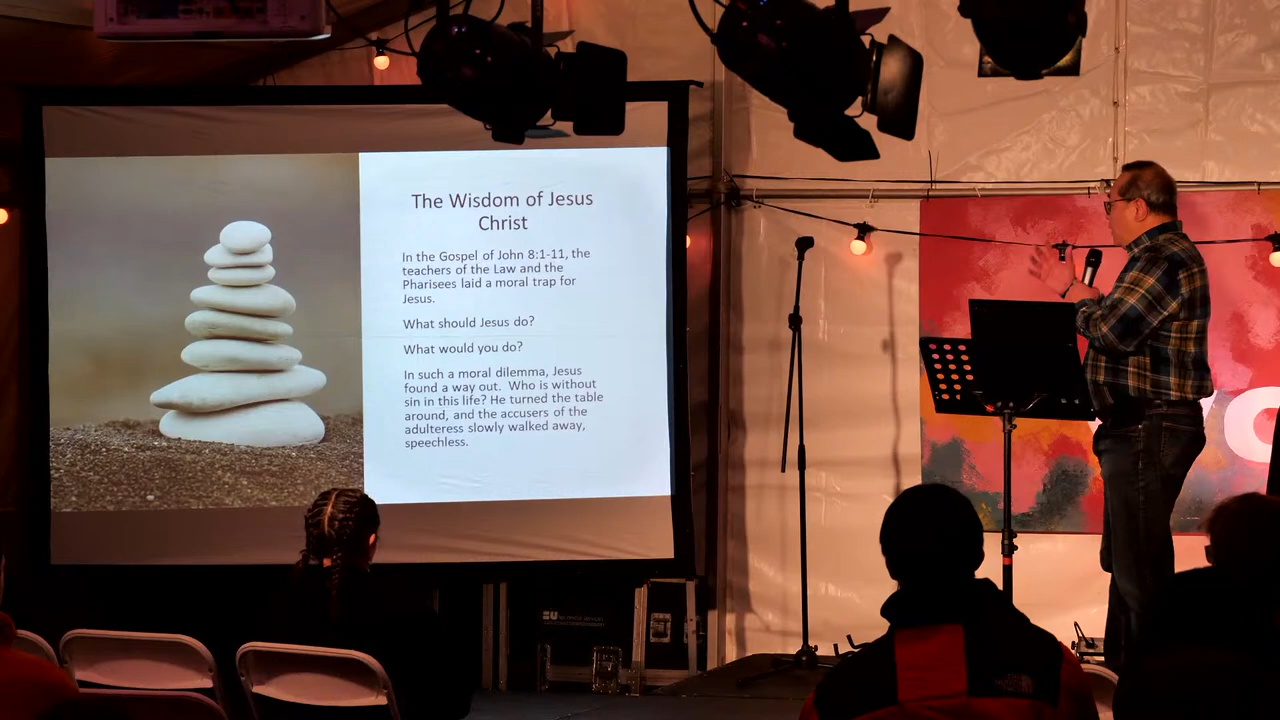 The Wisdom of Jesus
Christ
In the Gospel of John 8:1-11, the
teachers of the Law and the
Pharisees laid a moral trap for
Jesus.
What should Jesus do?
What would you do?
In such a moral dilemma, Jesus
found a way out. Who is without
sin in this life? He turned the table
around, and the accusers of the
adulteress slowly walked away,
speechless.